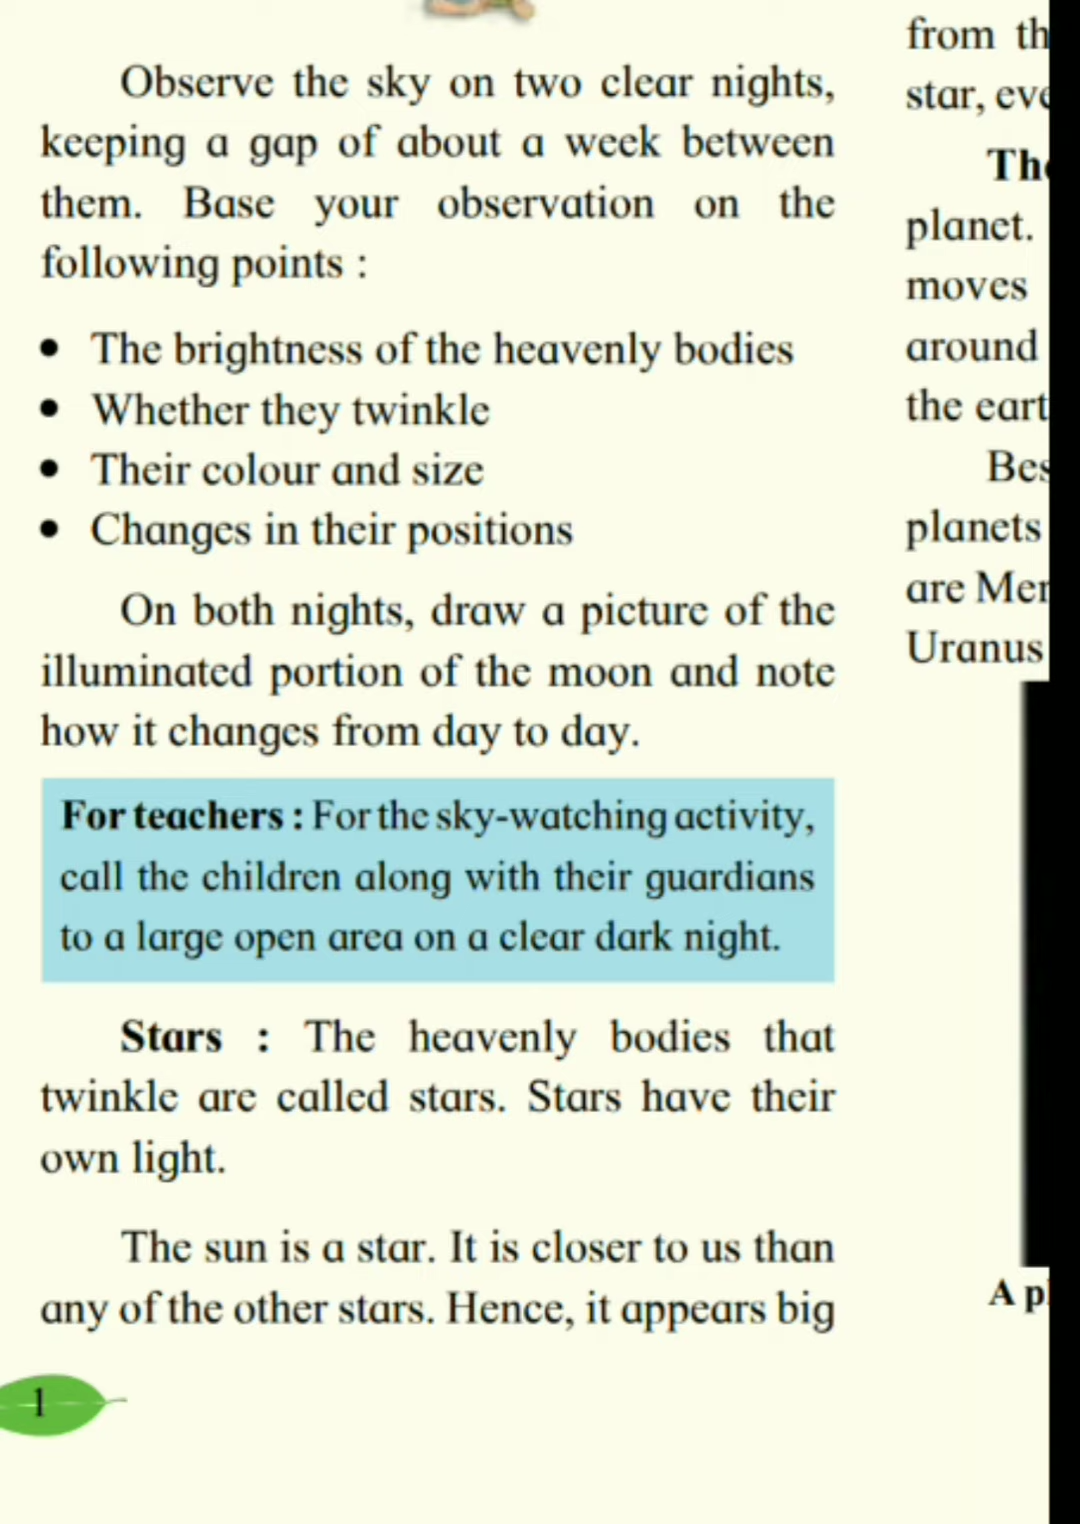 Observe the sky on two clear nights,
keeping a gap of about a week between
them. Base your observation on the
following points :
• The brightness of the heavenly bodies
• Whether they twinkle
• Their colour and size
• Changes in their positions
On both nights, draw a picture of the
illuminated portion of the moon and note
how it changes from day to day.
For teachers : For the sky-watching activity,
call the children along with their guardians
to a large open area on a clear dark night.
Stars : The heavenly bodies that
twinkle are called stars. Stars have their
own light.
The sun is a star. It is closer to us than
any of the other stars. Hence, it appears big
1
from
star,
planet.
moves
around
the
planets
are
Uranus
A